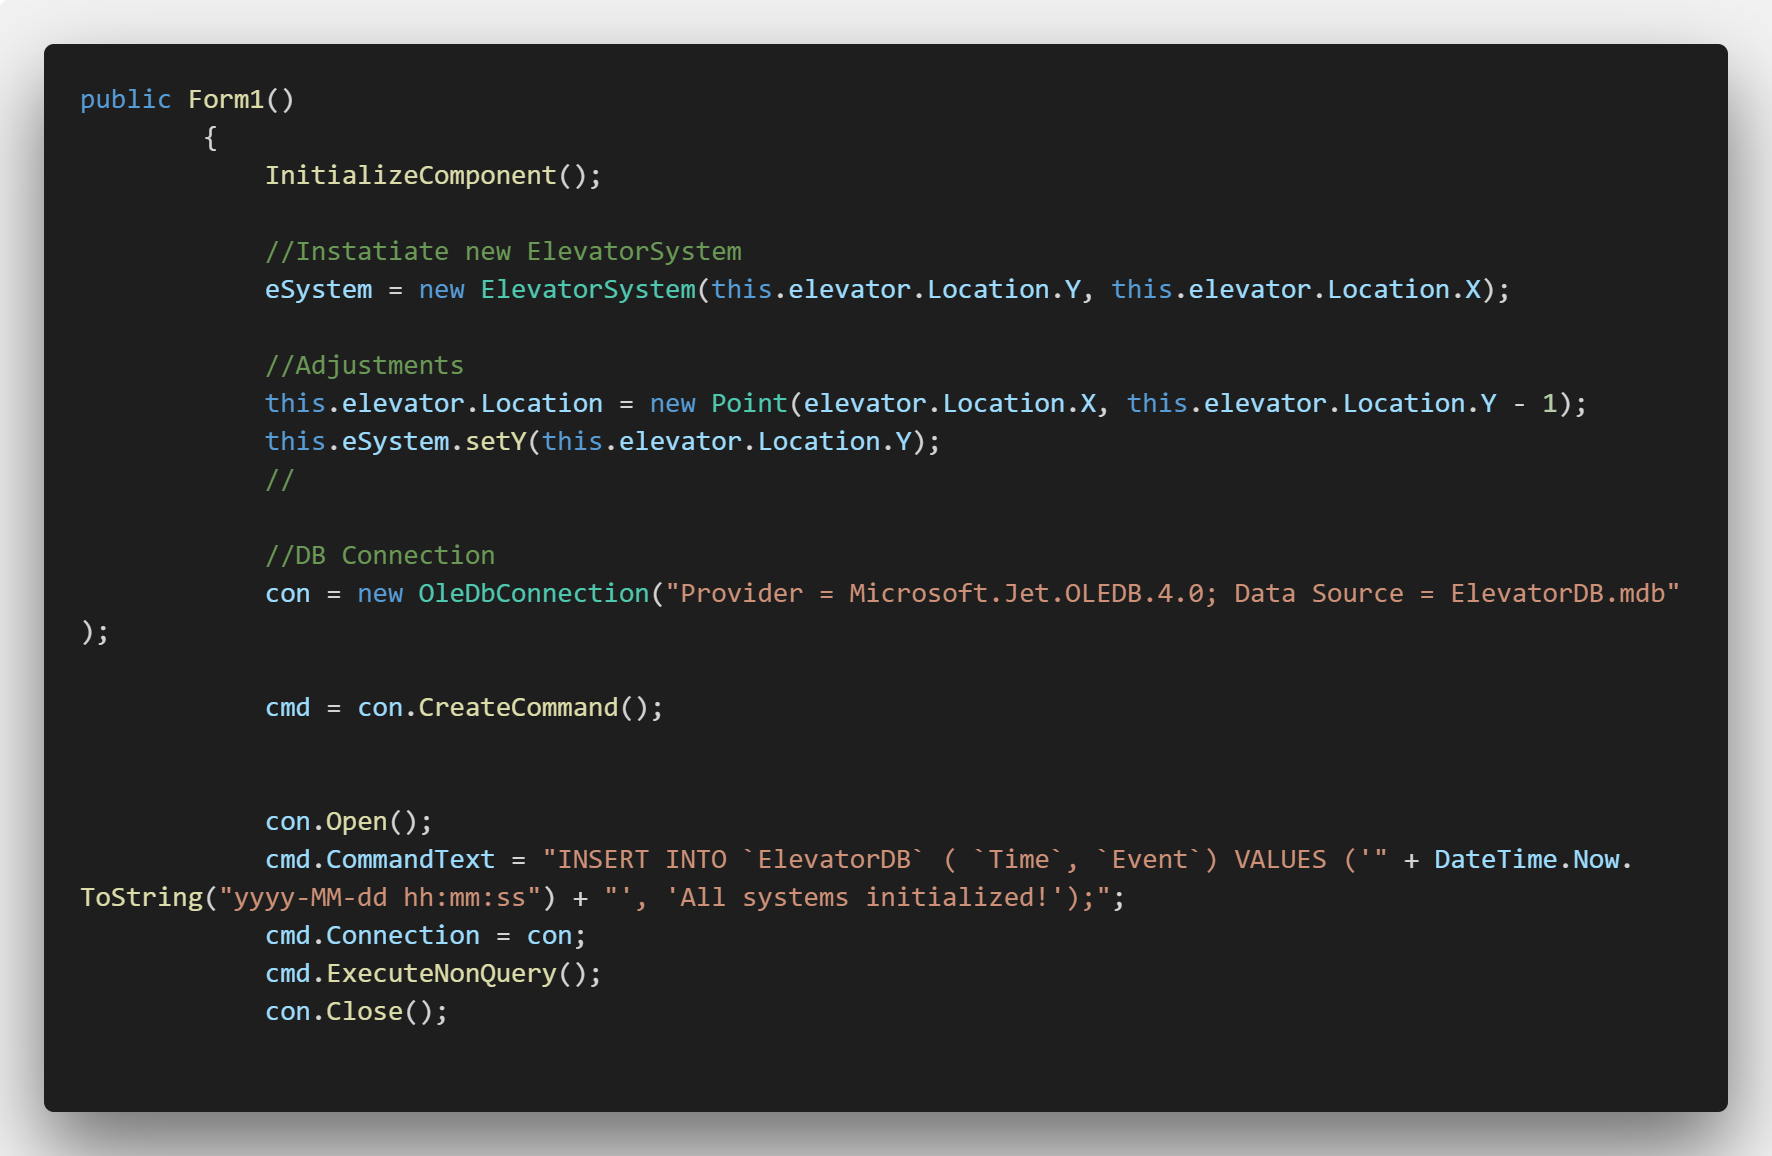 public Form1()
        {
            InitializeComponent();

            //Instatiate new ElevatorSystem
            eSystem = new ElevatorSystem(this.elevator.Location.Y, this.elevator.Location.X);

            //Adjustments
            this.elevator.Location = new Point(elevator.Location.X, this.elevator.Location.Y - 1);
            this.eSystem.setY(this.elevator.Location.Y);
            //

            //DB Connection
            con = new OleDbConnection("Provider = Microsoft.Jet.OLEDB.4.0; Data Source = ElevatorDB.mdb"
);

            cmd = con.CreateCommand();


            con.Open();
            cmd.CommandText = "INSERT INTO `ElevatorDB` ( `Time`, `Event`) VALUES ('" + DateTime.Now.
ToString("yyyy-MM-dd hh:mm:ss") + "', 'All systems initialized!');";
            cmd.Connection = con;
            cmd.ExecuteNonQuery();
            con.Close();